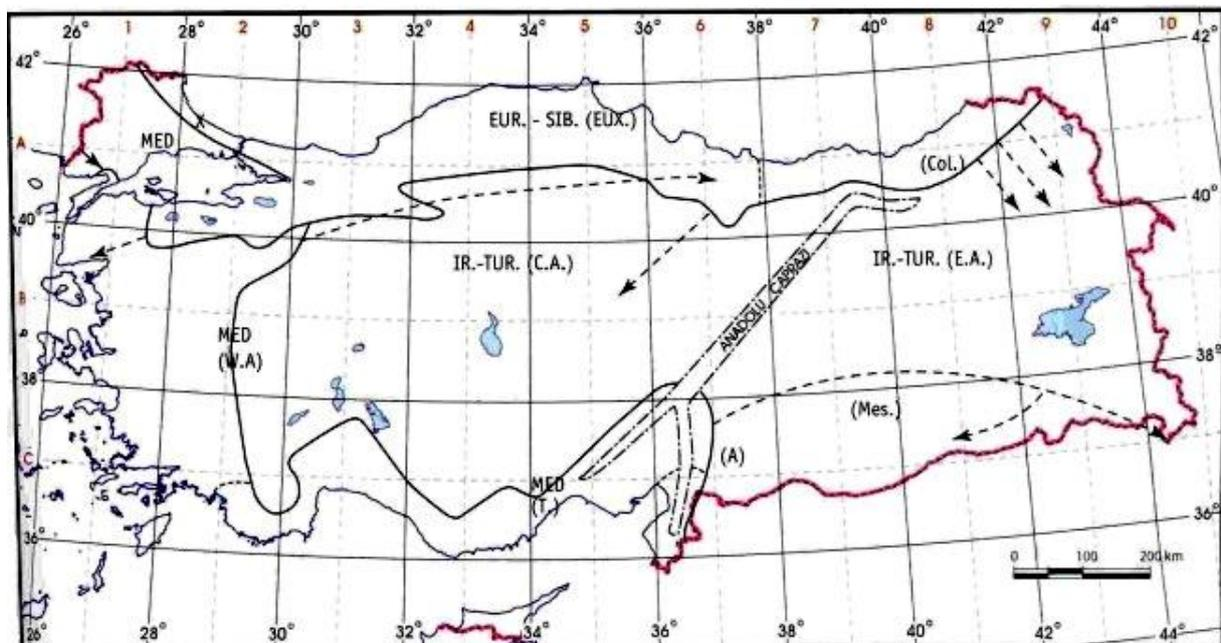 26° 1 28° 2 30° 3 32° 4 34° 5 36° 6 38° 7 40° 8 42° 9 44° 10
42° 42°
X
MED
EUR. - SIB. (EUX.)
A
(Col.)
40° 40°
IR.-TUR. (C.A.)
IR.-TUR. (E.A.)
B
ANADOLU ÇAPRAZI
MED
(W.A)
38 38°
(Mes.)
C
(A)
MED
(T.)
36° 36°
0 100 200 km
26° 28° 30° 32° 34° 36° 38° 40° 42° 44°